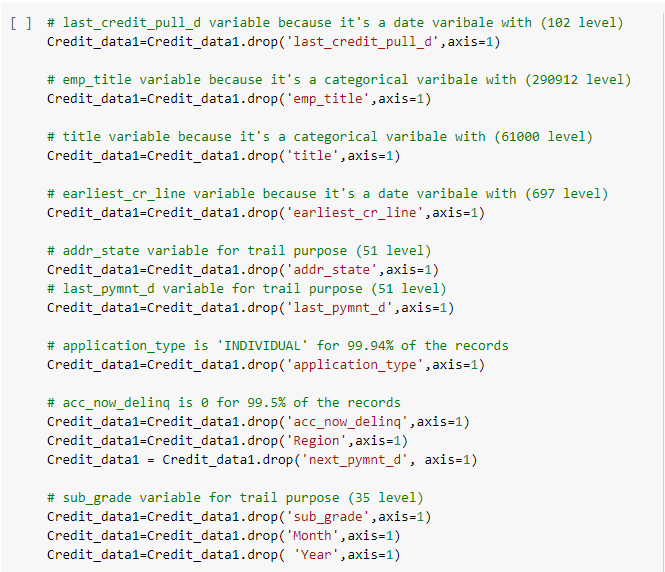 [ ] # last_credit_pull_d variable because it's a date varibale with (102 level)
Credit_data1=Credit_data1.drop('last_credit_pull_d',axis=1)
# emp_title variable because it's a categorical varibale with (290912 level)
Credit_data1=Credit_data1.drop('emp_title',axis=1)
# title variable because it's a categorical varibale with (61000 level)
Credit_data1=Credit_data1.drop('title',axis=1)
# earliest_cr_line variable because it's a date varibale with (697 level)
Credit_data1=Credit_data1.drop('earliest_cr_line',axis=1)
# addr_state variable for trail purpose (51 level)
Credit_data1=Credit_data1.drop('addr_state',axis=1)
# last_pymnt_d variable for trail purpose (51 level)
Credit_data1=Credit_data1.drop('last_pymnt_d',axis=1)
# application_type is 'INDIVIDUAL' for 99.94% of the records
Credit_data1=Credit_data1.drop('application_type',axis=1)
# acc_now_delinq is 0 for 99.5% of the records
Credit_data1=Credit_data1.drop('acc_now_delinq',axis=1)
Credit_data1=Credit_data1.drop('Region',axis=1)
Credit_data1 = Credit_data1.drop('next_pymnt_d', axis=1)
# sub_grade variable for trail purpose (35 level)
Credit_data1=Credit_data1.drop('sub_grade',axis=1)
Credit_data1=Credit_data1.drop('Month',axis=1)
Credit_data1=Credit_data1.drop( 'Year',axis=1)